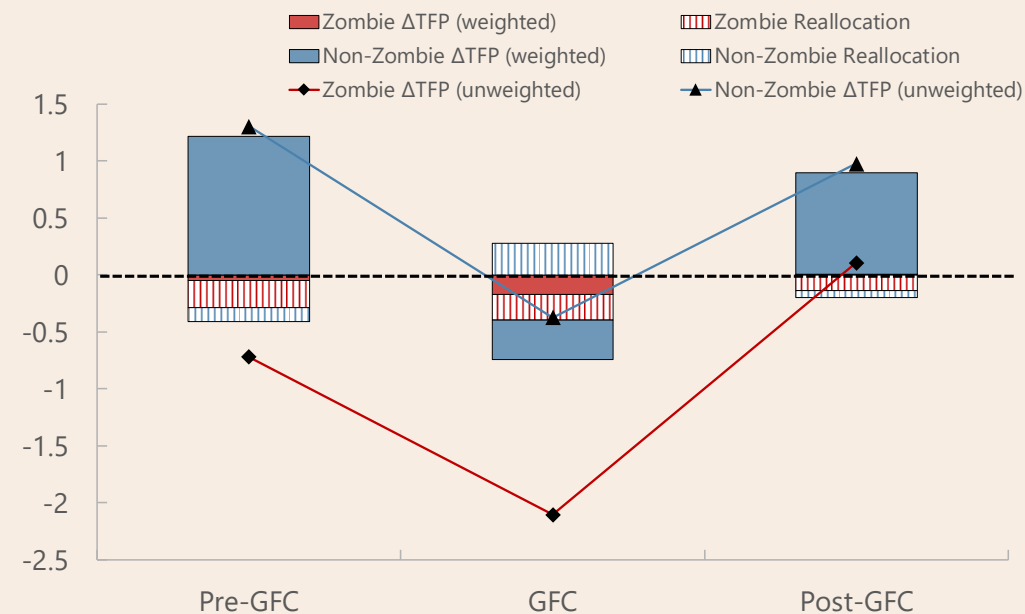 Zombie ΔTFP (weighted) Zombie Reallocation
Non-Zombie ΔTFP (weighted) Non-Zombie Reallocation
Zombie ΔTFP (unweighted) Non-Zombie ΔTFP (unweighted)
1.5
1
0.5
0
-0.5
-1
-1.5
-2
-2.5
Pre-GFC GFC Post-GFC